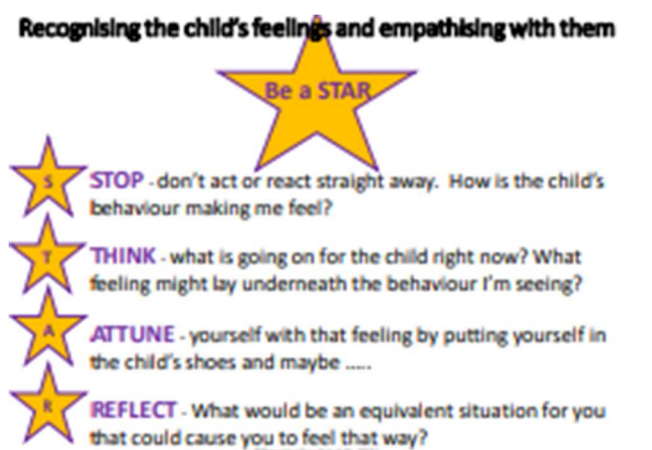 Recognising the child's feelings and empathising with them
Be a STAR
S
STOP - don't act or react straight away. How is the child's
behaviour making me feel?
T
THINK - what is going on for the child right now? What
feeling might lay underneath the behaviour I'm seeing?
A
ATTUNE - yourself with that feeling by putting yourself in
the child's shoes and maybe .....
R
REFLECT - What would be an equivalent situation for you
that could cause you to feel that way?